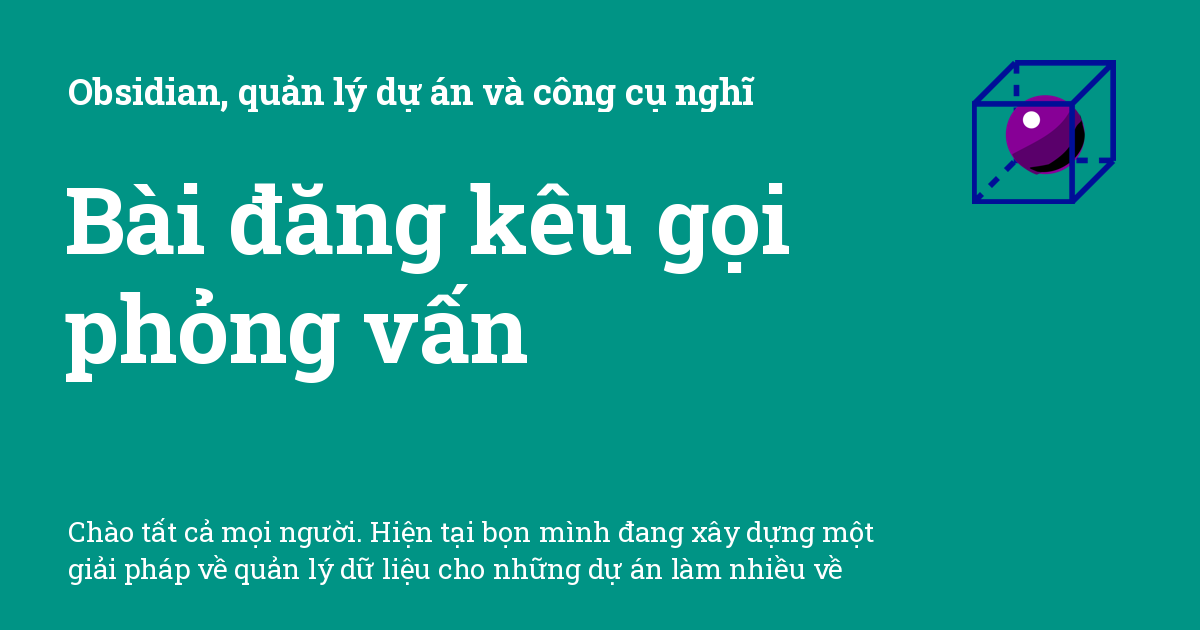 Obsidian, quản lý dự án và công cụ nghĩ
Bài đăng kêu gọi
phỏng vấn
Chào tất cả mọi người. Hiện tại bọn mình đang xây dựng một
giải pháp về quản lý dữ liệu cho những dự án làm nhiều về